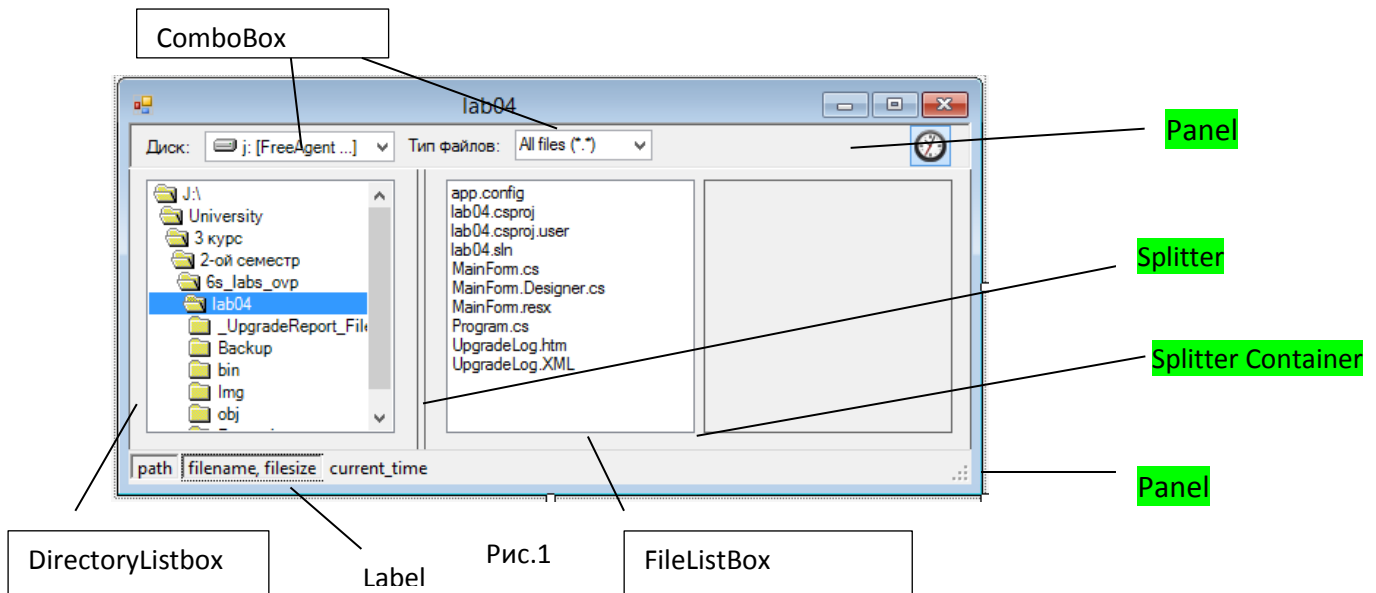 ComboBox
lab04
Panel
Диск: j: [FreeAgent ...] Тип файлов: All files (*.*)
J:\
University
3 курс
2-ой семестр
6s_labs_ovp
lab04
_UpgradeReport_File
Backup
bin
Img
obj
app.config
lab04.csproj
lab04.csproj.user
lab04.sln
MainForm.cs
MainForm.Designer.cs
MainForm.resx
Program.cs
UpgradeLog.htm
UpgradeLog.XML
Splitter
Splitter Container
path filename, filesize current_time
Panel
DirectoryListbox
Label
Рис.1
FileListBox